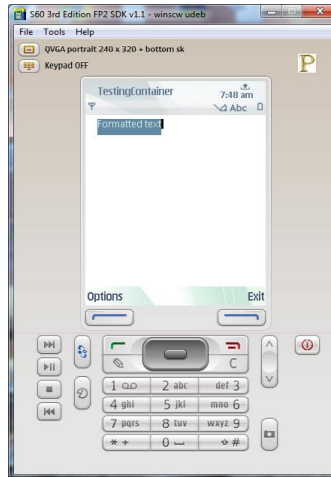 S60 3rd Edition FP2 SDK v1.1 - winscw udeb
File Tools Help
QVGA portrait 240 x 320 + bottom sk
Keypad OFF
P
TestingContainer
7:48 am
Abc
Formatted text
Options Exit
C
1 2 abc def 3
4 ghi 5 jkl mno 6
7 pqrs 8 tuv wxyz 9
* + 0 #